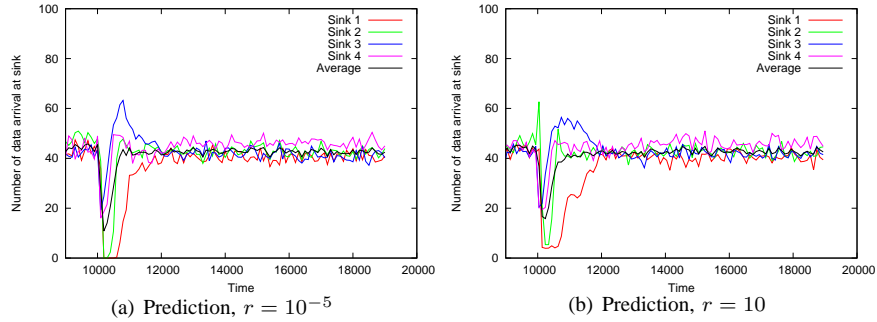 100
80
60
40
20
0
10000 12000 14000 16000 18000 20000
Number of data arrival at sink
Time
Sink 1
Sink 2
Sink 3
Sink 4
Average
(a) Prediction, r = 10⁻⁵
100
80
60
40
20
0
10000 12000 14000 16000 18000 20000
Number of data arrival at sink
Time
Sink 1
Sink 2
Sink 3
Sink 4
Average
(b) Prediction, r = 10